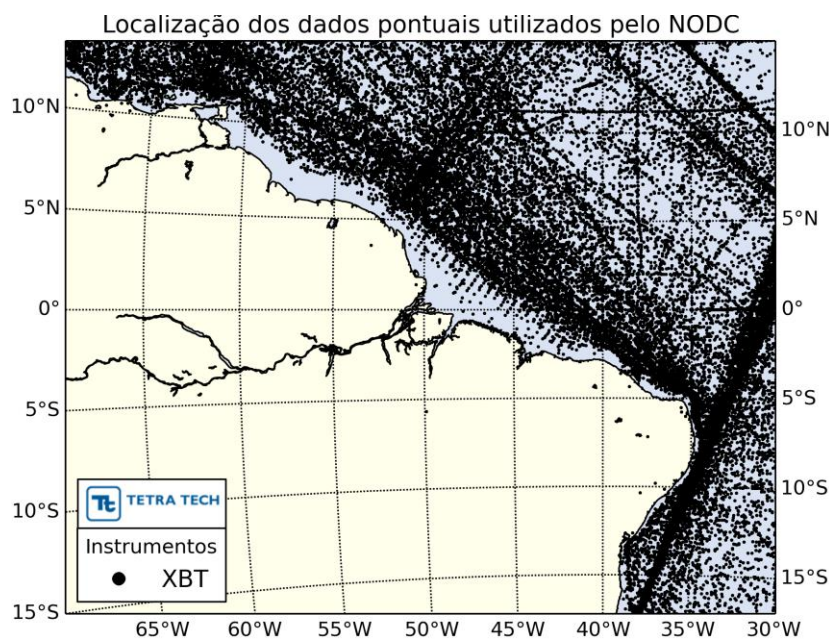 Localização dos dados pontuais utilizados pelo NODC
10°N
10°N
5°N
5°N
0°
0°
5°S
5°S
10°S
10°S
15°S
15°S
Tt TETRA TECH
Instrumentos
XBT
65°W 60°W 55°W 50°W 45°W 40°W 35°W 30°W